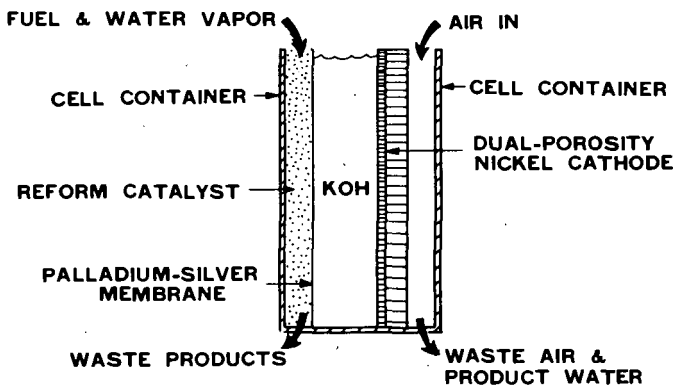 FUEL & WATER VAPOR
AIR IN
CELL CONTAINER
CELL CONTAINER
DUAL-POROSITY
NICKEL CATHODE
REFORM CATALYST
KOH
PALLADIUM-SILVER
MEMBRANE
WASTE PRODUCTS
WASTE AIR &
PRODUCT WATER